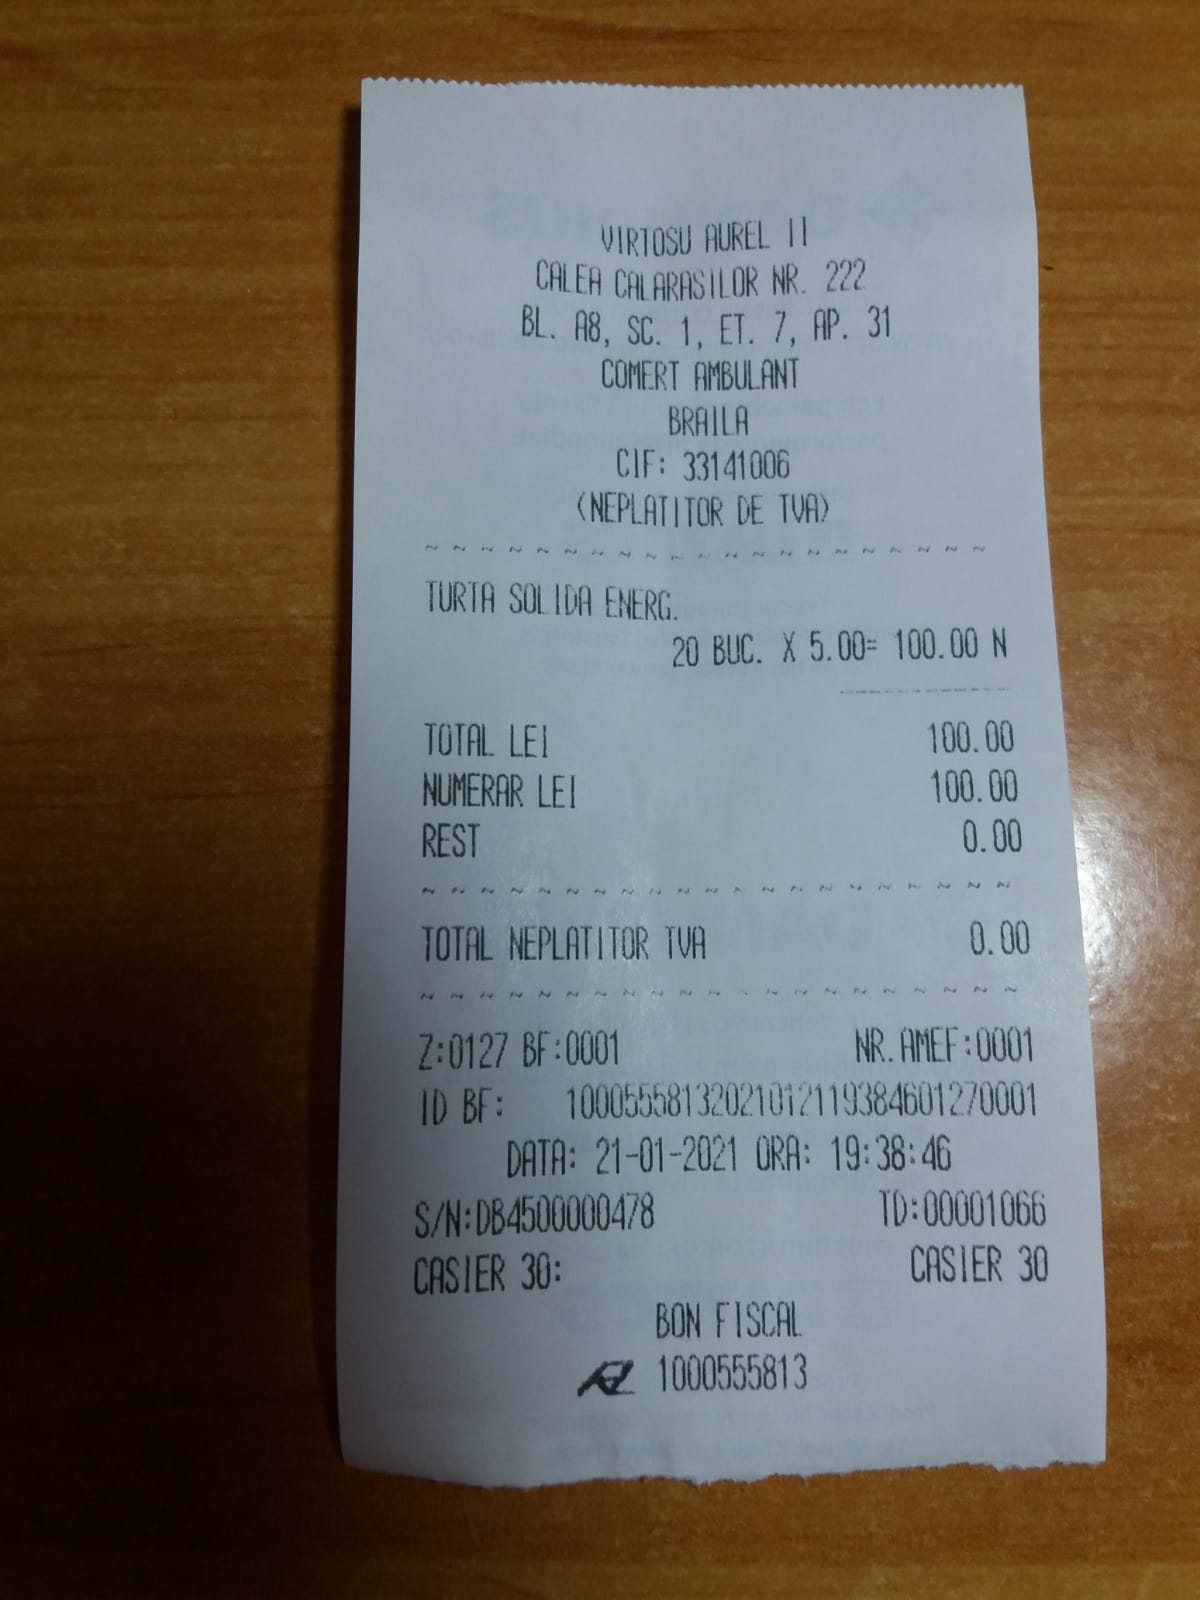 VIRTOSU AUREL II
CALEA CALARASILOR NR. 222
BL. A8, SC. 1, ET. 7, AP. 31
COMERT AMBULANT
BRAILA
CIF: 33141006
(NEPLATITOR DE TVA)
TURTA SOLIDA ENERG.
20 BUC. X 5.00= 100.00 N
TOTAL LEI 100.00
NUMERAR LEI 100.00
REST 0.00
TOTAL NEPLATITOR TVA 0.00
Z:0127 BF:0001 NR.AMEF:0001
ID BF: 10005558132021012119384601270001
DATA: 21-01-2021 ORA: 19:38:46
S/N:DB4500000478 TD:00001066
CASIER 30: CASIER 30
BON FISCAL
1000555813